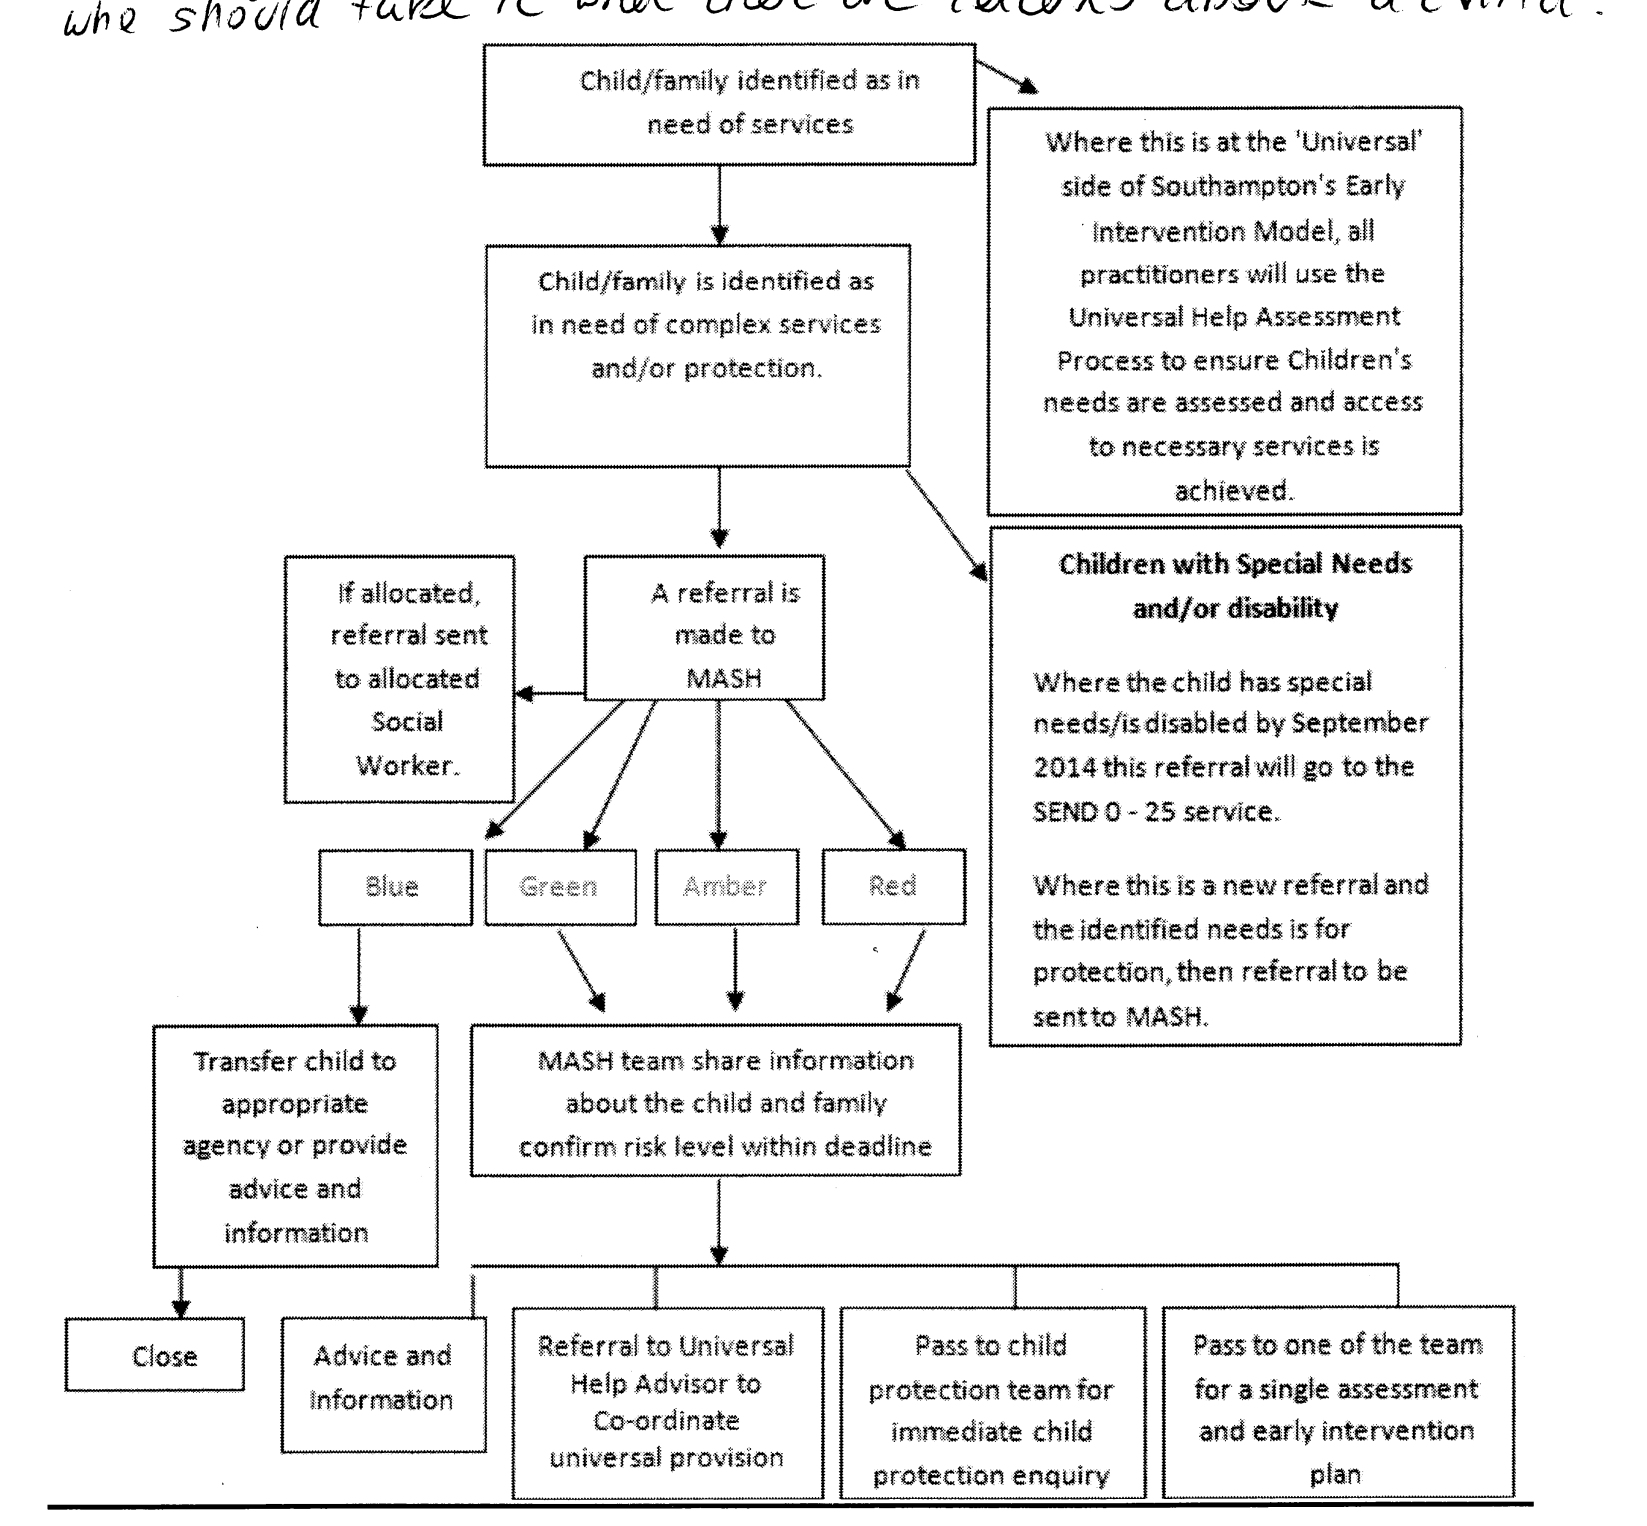 who should take it what
Child/family identified as in
need of services
Where this is at the 'Universal'
side of Southampton's Early
Intervention Model, all
practitioners will use the
Universal Help Assessment
Process to ensure Children's
needs are assessed and access
to necessary services is
achieved.
Child/family is identified as
in need of complex services
and/or protection.
Children with Special Needs
and/or disability
Where the child has special
needs/is disabled by September
2014 this referral will go to the
SEND 0 - 25 service.
Where this is a new referral and
the identified needs is for
protection, then referral to be
sent to MASH.
If allocated,
referral sent
to allocated
Social
Worker.
A referral is
made to
MASH
Blue
Green
Amber
Red
Transfer child to
appropriate
agency or provide
advice and
information
MASH team share information
about the child and family
confirm risk level within deadline
Close
Advice and
Information
Referral to Universal
Help Advisor to
Co-ordinate
universal provision
Pass to child
protection team for
immediate child
protection enquiry
Pass to one of the team
for a single assessment
and early intervention
plan